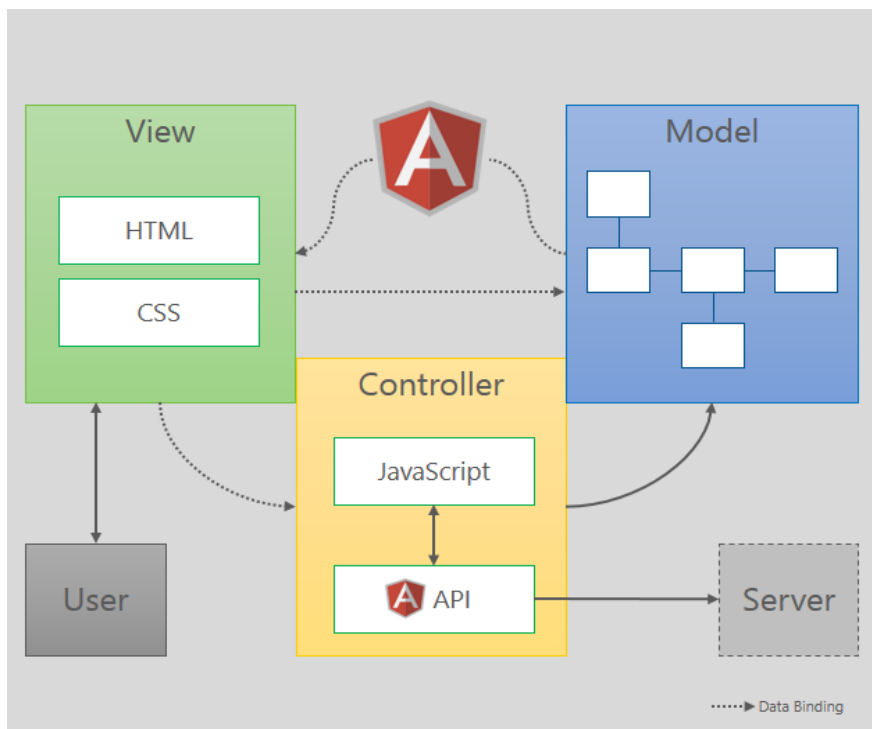 View
Model
HTML
CSS
Controller
JavaScript
API
User
Server
Data Binding